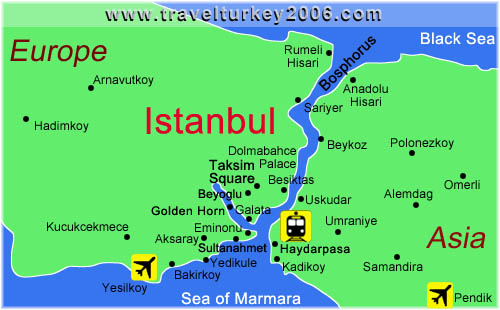 www.travelturkey2006.com
Europe
Black Sea
Rumeli
Hisari
Bosphorus
Arnavutkoy
Anadolu
Hisari
Sariyer
Hadimkoy
Istanbul
Beykoz
Polonezkoy
Dolmabahce
Palace
Taksim
Square
Besiktas
Omerli
Beyoglu
Uskudar
Alemdag
Golden Horn
Galata
Kucukcekmece
Eminonu
Umraniye
Aksaray
Sultanahmet
Haydarpasa
Asia
Yedikule
Bakirkoy
Kadikoy
Samandira
Yesilkoy
Sea of Marmara
Pendik